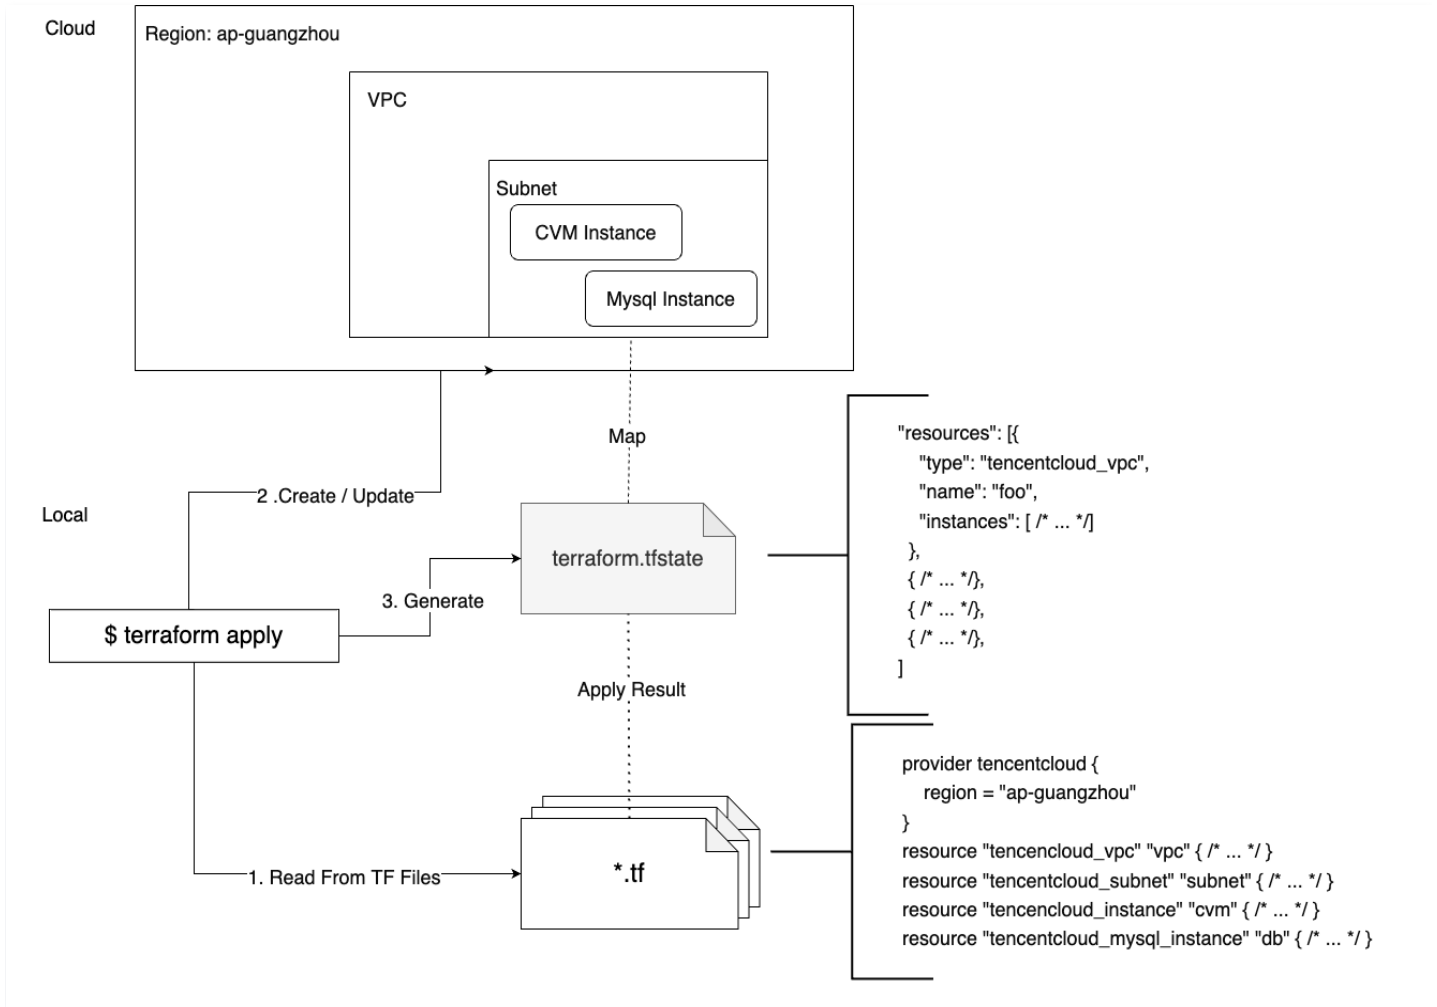 Cloud
Region: ap-guangzhou
VPC
Subnet
CVM Instance
Mysql Instance
Map
2 .Create / Update
Local
terraform.tfstate
3. Generate
$ terraform apply
Apply Result
1. Read From TF Files
*.tf
"resources": [{
"type": "tencentcloud_vpc",
"name": "foo",
"instances": [ /* ... */]
},
{ /* ... */},
{ /* ... */},
{ /* ... */},
]
provider tencentcloud {
region = "ap-guangzhou"
}
resource "tencencloud_vpc" "vpc" { /* ... */ }
resource "tencentcloud_subnet" "subnet" { /* ... */ }
resource "tencencloud_instance" "cvm" { /* ... */ }
resource "tencentcloud_mysql_instance" "db" { /* ... */ }